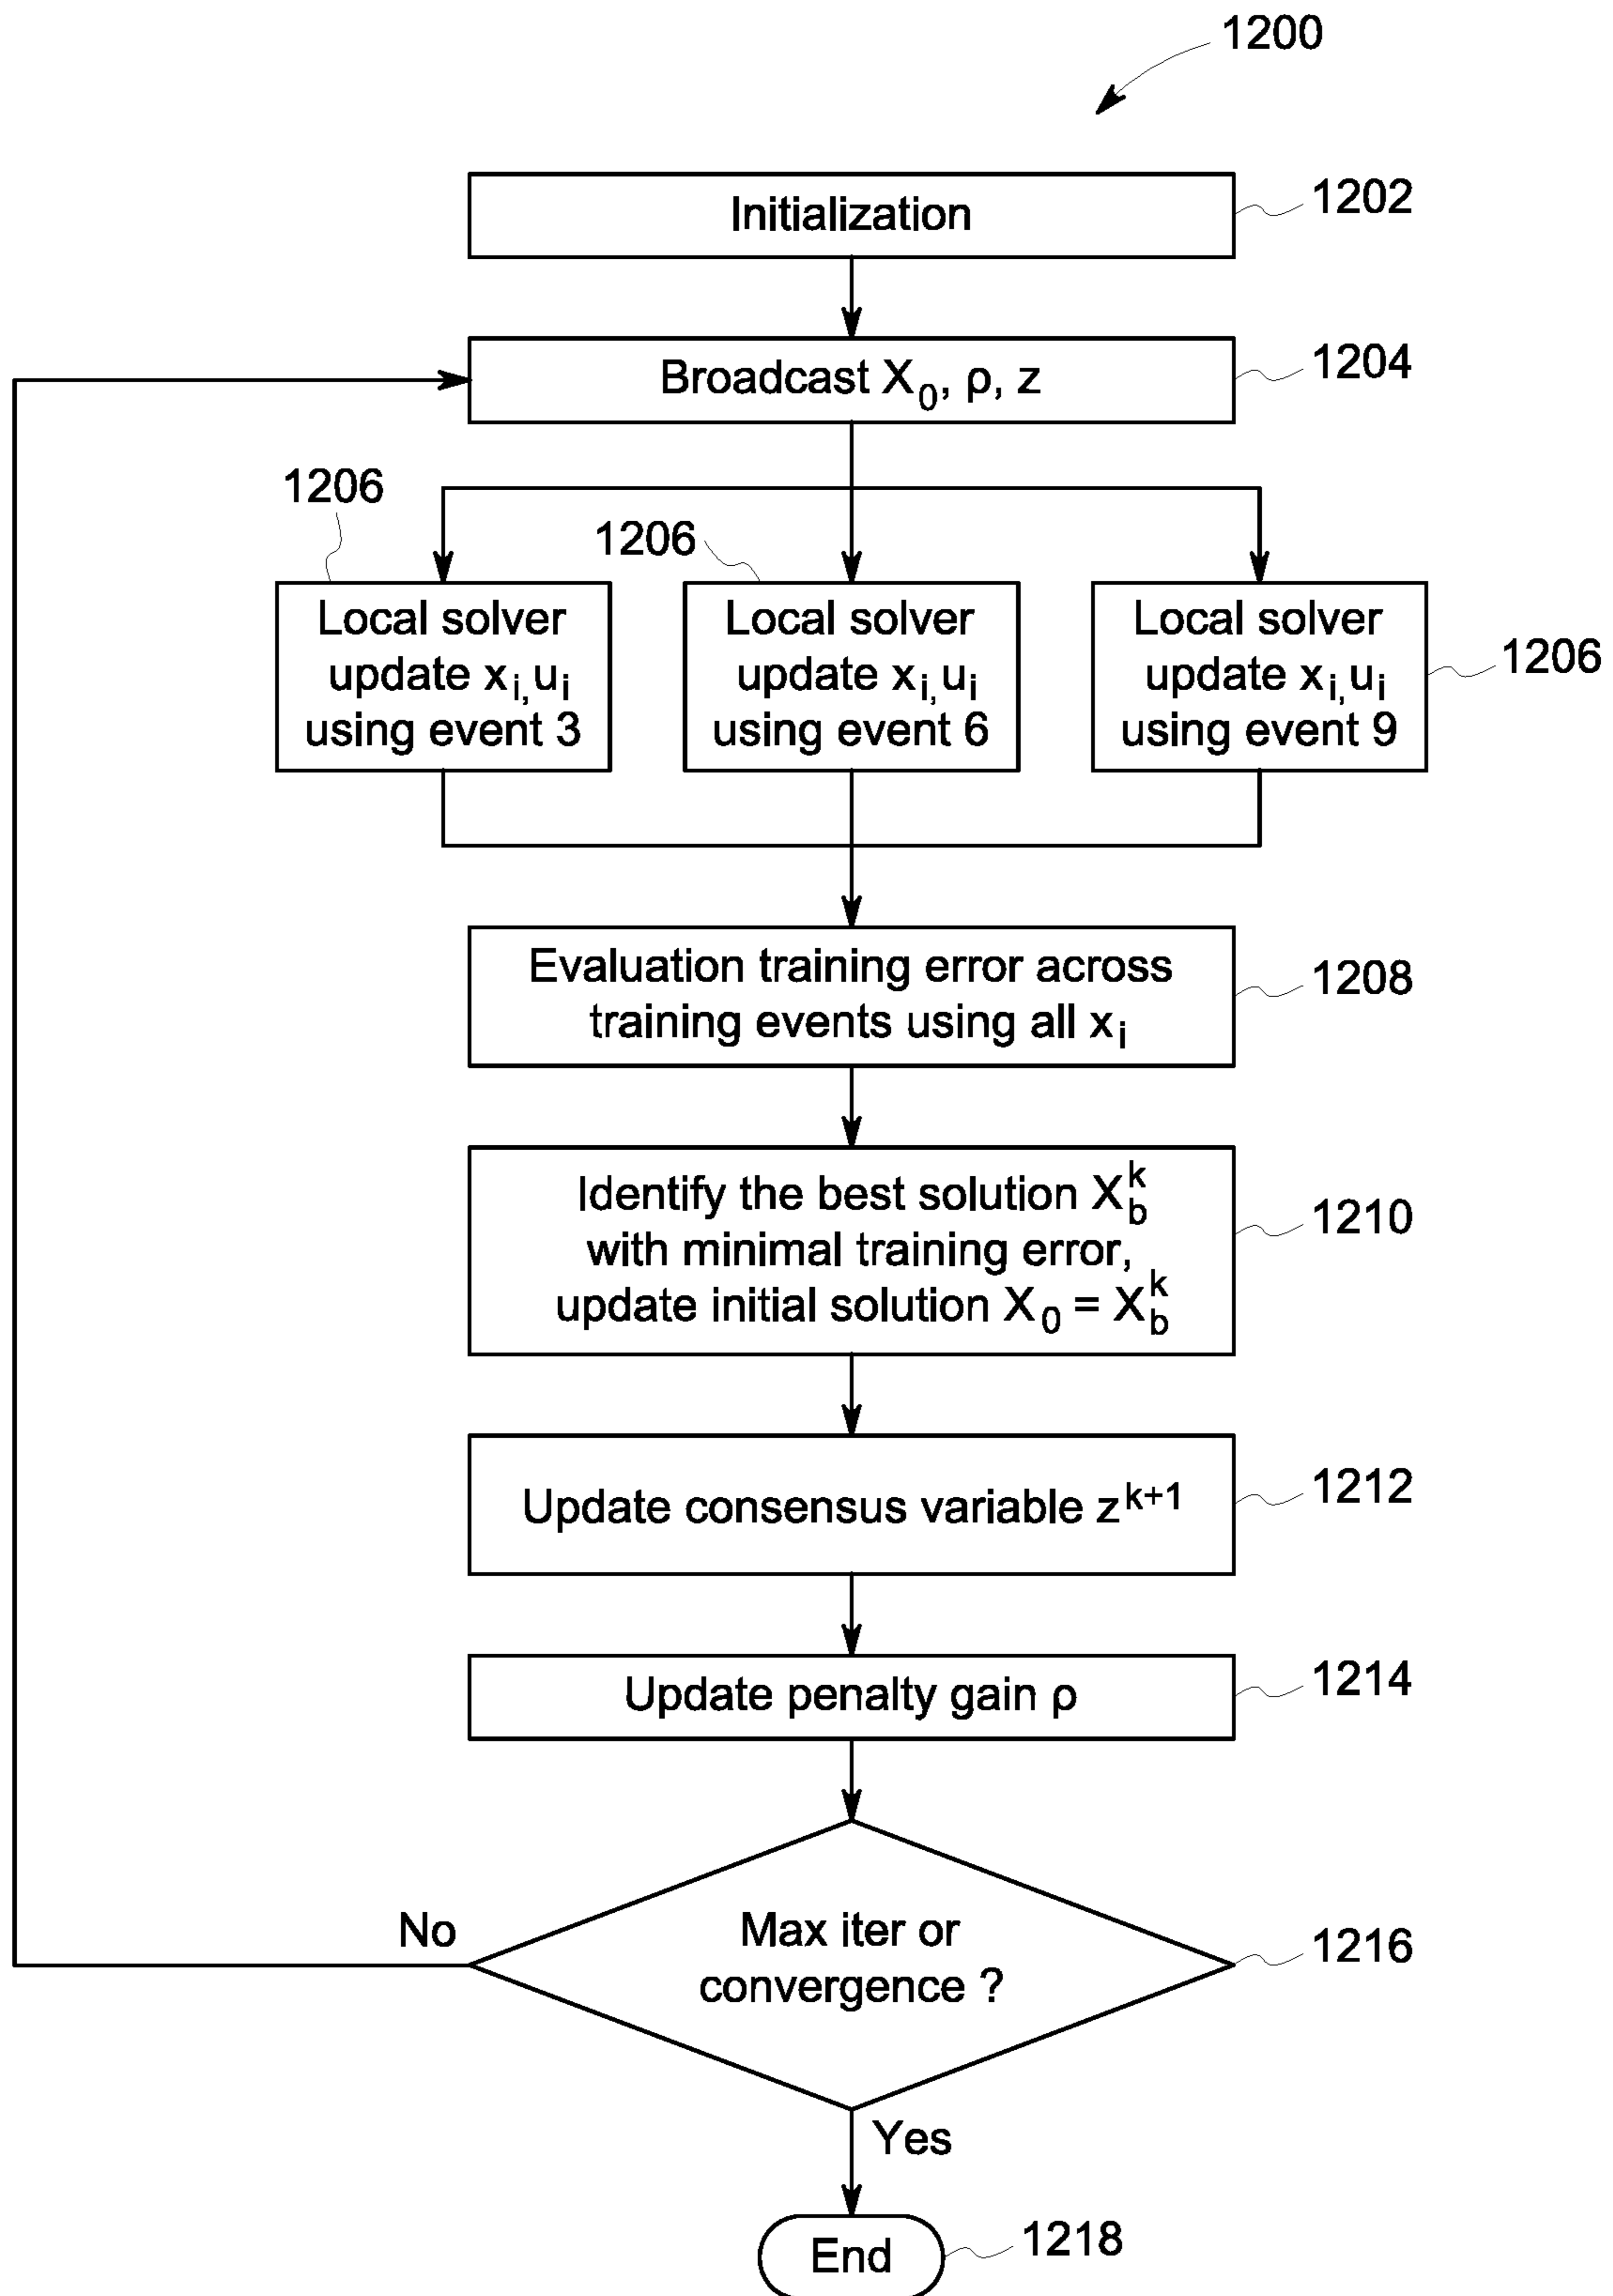 1200
Initialization
1202
Broadcast X₀, ρ, z
1204
1206
1206
Local solver
update xᵢ, uᵢ
using event 3
Local solver
update xᵢ, uᵢ
using event 6
Local solver
update xᵢ, uᵢ
using event 9
1206
Evaluation training error across
training events using all xᵢ
1208
Identify the best solution X_b^k
with minimal training error,
update initial solution X₀ = X_b^k
1210
Update consensus variable z^k+1
1212
Update penalty gain ρ
1214
No
Max iter or
convergence ?
1216
Yes
End
1218